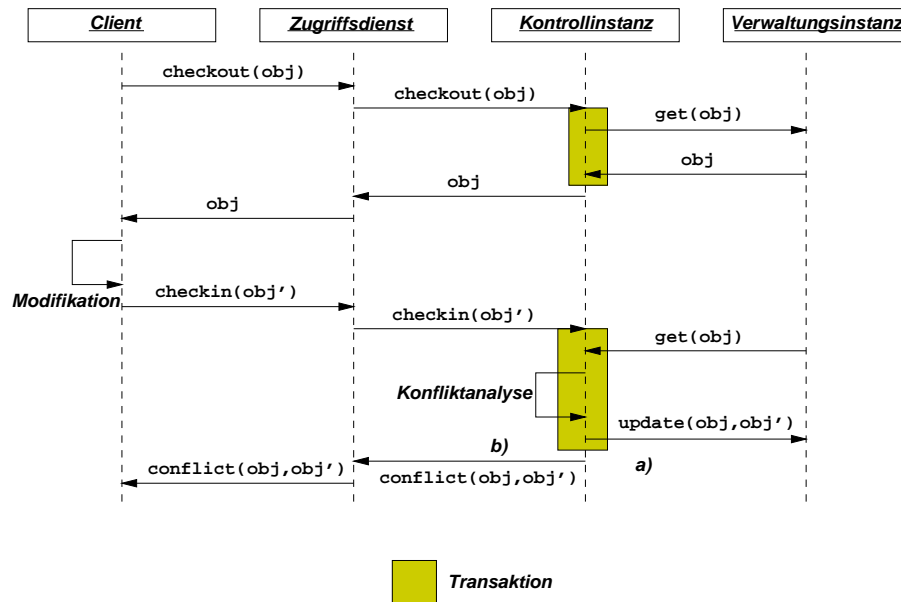 Client
Zugriffsdienst
Kontrollinstanz
Verwaltungsinstanz
checkout(obj)
checkout(obj)
get(obj)
obj
obj
obj
Modifikation
checkin(obj′)
checkin(obj′)
get(obj)
Konfliktanalyse
update(obj,obj′)
b)
a)
conflict(obj,obj′)
conflict(obj,obj′)
Transaktion